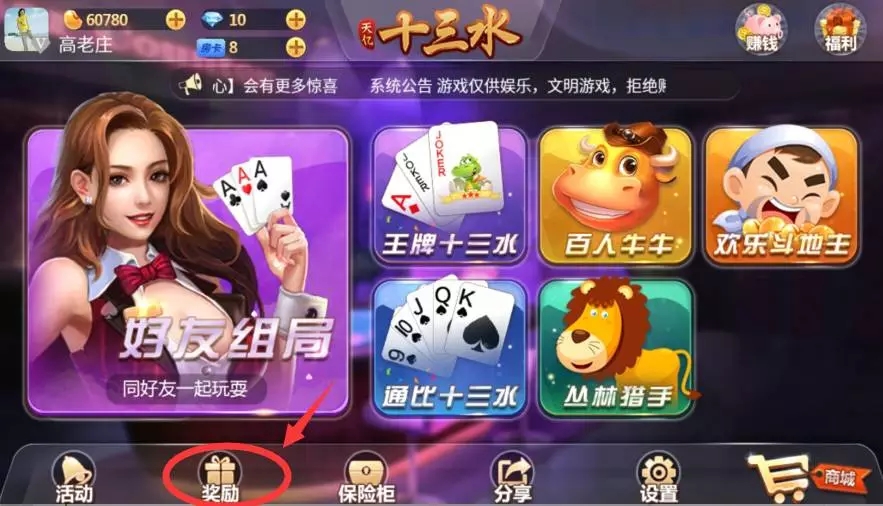 V
60780
10
高老庄
房卡 8
天亿 十三水
赚钱
福利
心】会有更多惊喜 系统公告 游戏仅供娱乐，文明游戏，拒绝赌
A A A
好友组局
同好友一起玩耍
A JOKER JOKER
王牌十三水
百人牛牛
欢乐斗地主
9 10 J Q K
通比十三水
丛林猎手
活动
奖励
保险柜
分享
设置
商城